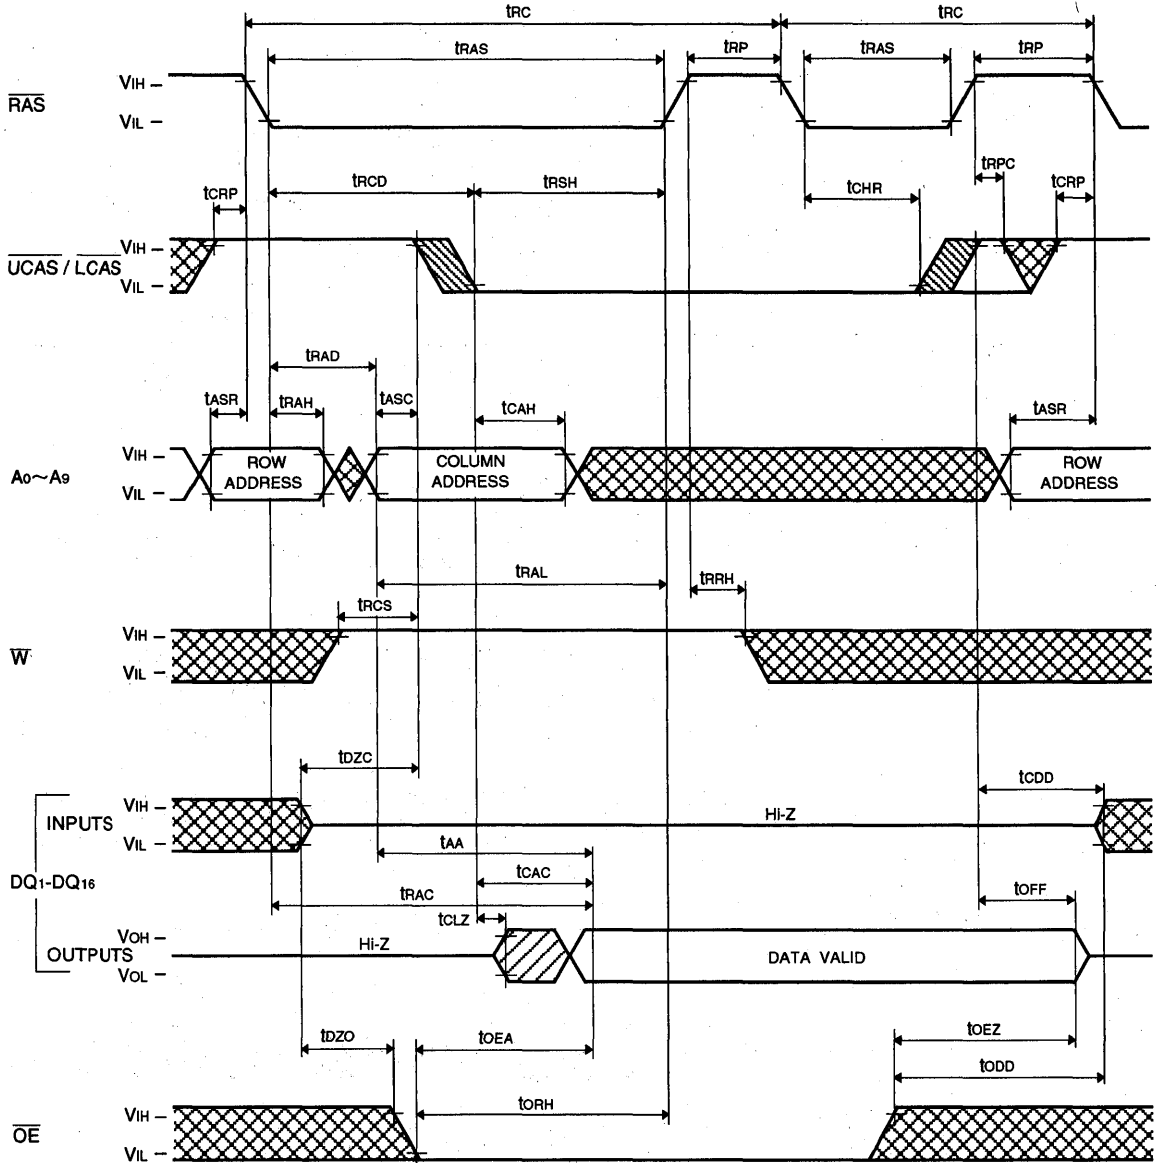 tRC tRC
tRAS tRP tRAS tRP
VIH
RAS
VIL
tRPC
tRCD tRSH tCHR
tCRP tCRP
VIH
UCAS / LCAS
VIL
tRAD
tASR tRAH tASC tCAH tASR
VIH
A0~A9 ROW ADDRESS COLUMN ADDRESS ROW ADDRESS
VIL
tRAL tRRH
tRCS
VIH
W
VIL
tDZC tCDD
VIH
INPUTS Hi-Z
VIL
tAA
DQ1-DQ16 tCAC
tRAC tOFF
tCLZ
VOH
OUTPUTS Hi-Z DATA VALID
VOL
tDZO tOEA tOEZ
tODD
tORH
VIH
OE
VIL